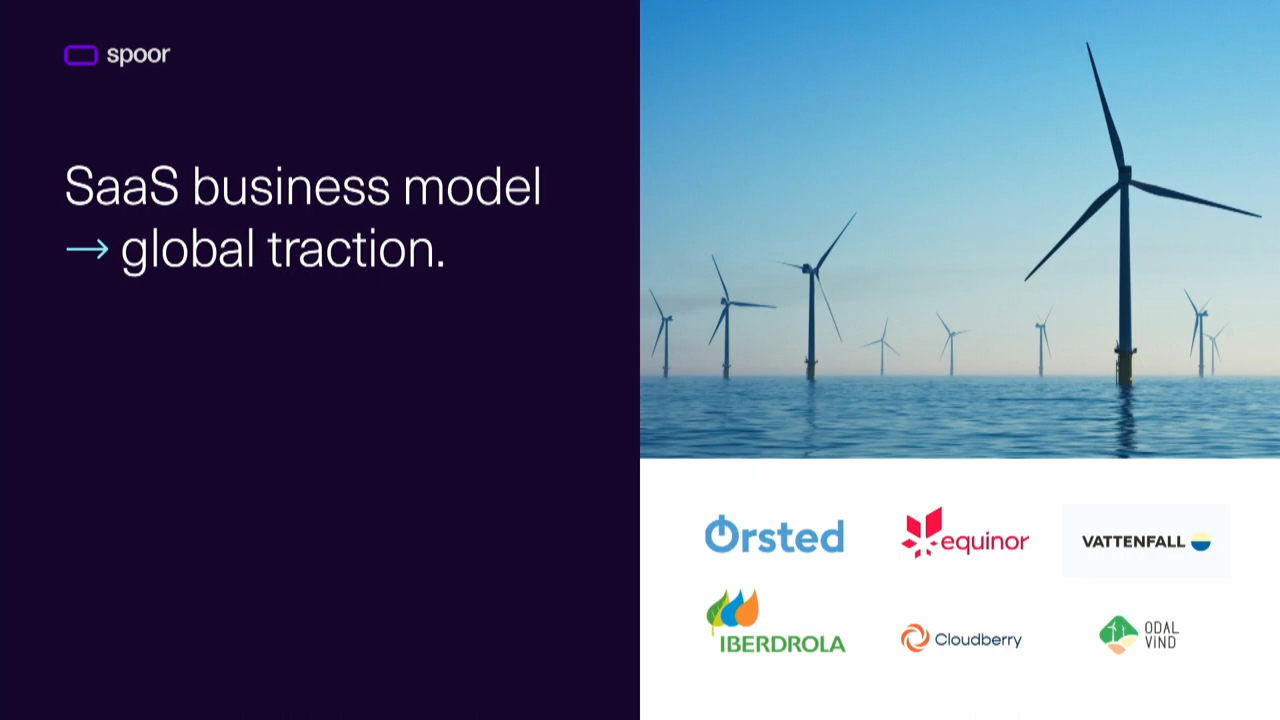 spoor
SaaS business model
→ global traction.
Ørsted
equinor
VATTENFALL
IBERDROLA
Cloudberry
ODAL
VIND